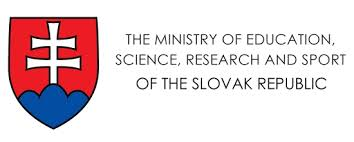 THE MINISTRY OF EDUCATION,
SCIENCE, RESEARCH AND SPORT
OF THE SLOVAK REPUBLIC